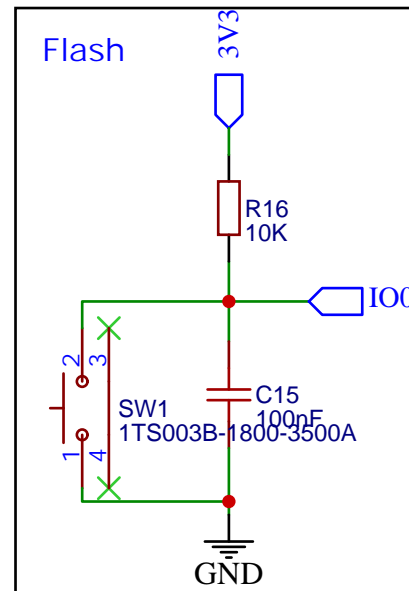 Flash
3V3
R16
10K
IO0
2
3
C15
100nF
SW1
1TS003B-1800-3500A
1
4
GND